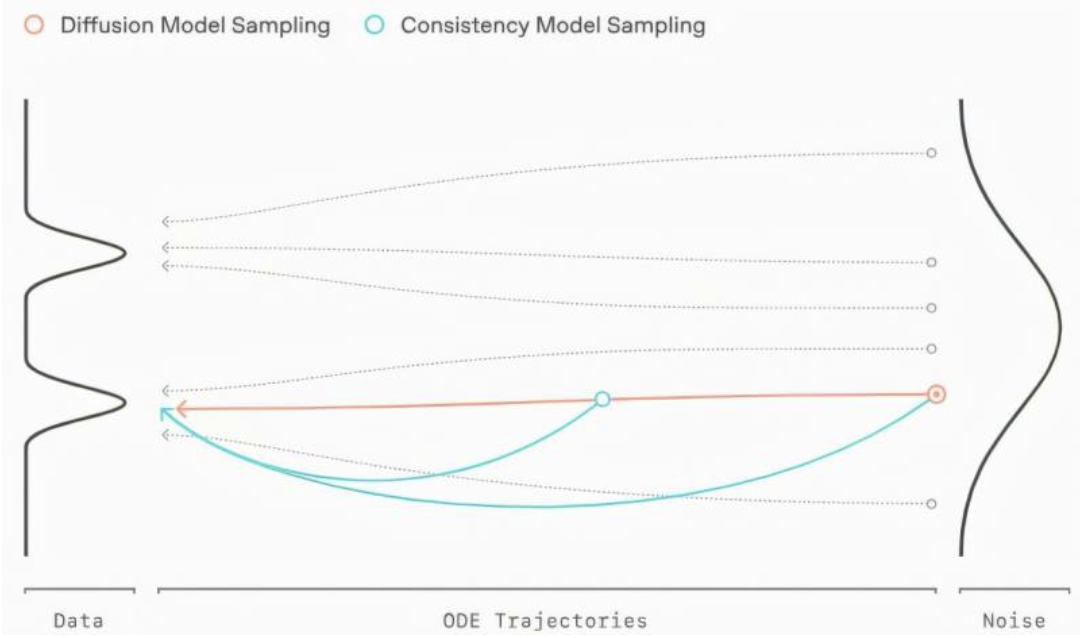 Diffusion Model Sampling Consistency Model Sampling
Data ODE Trajectories Noise